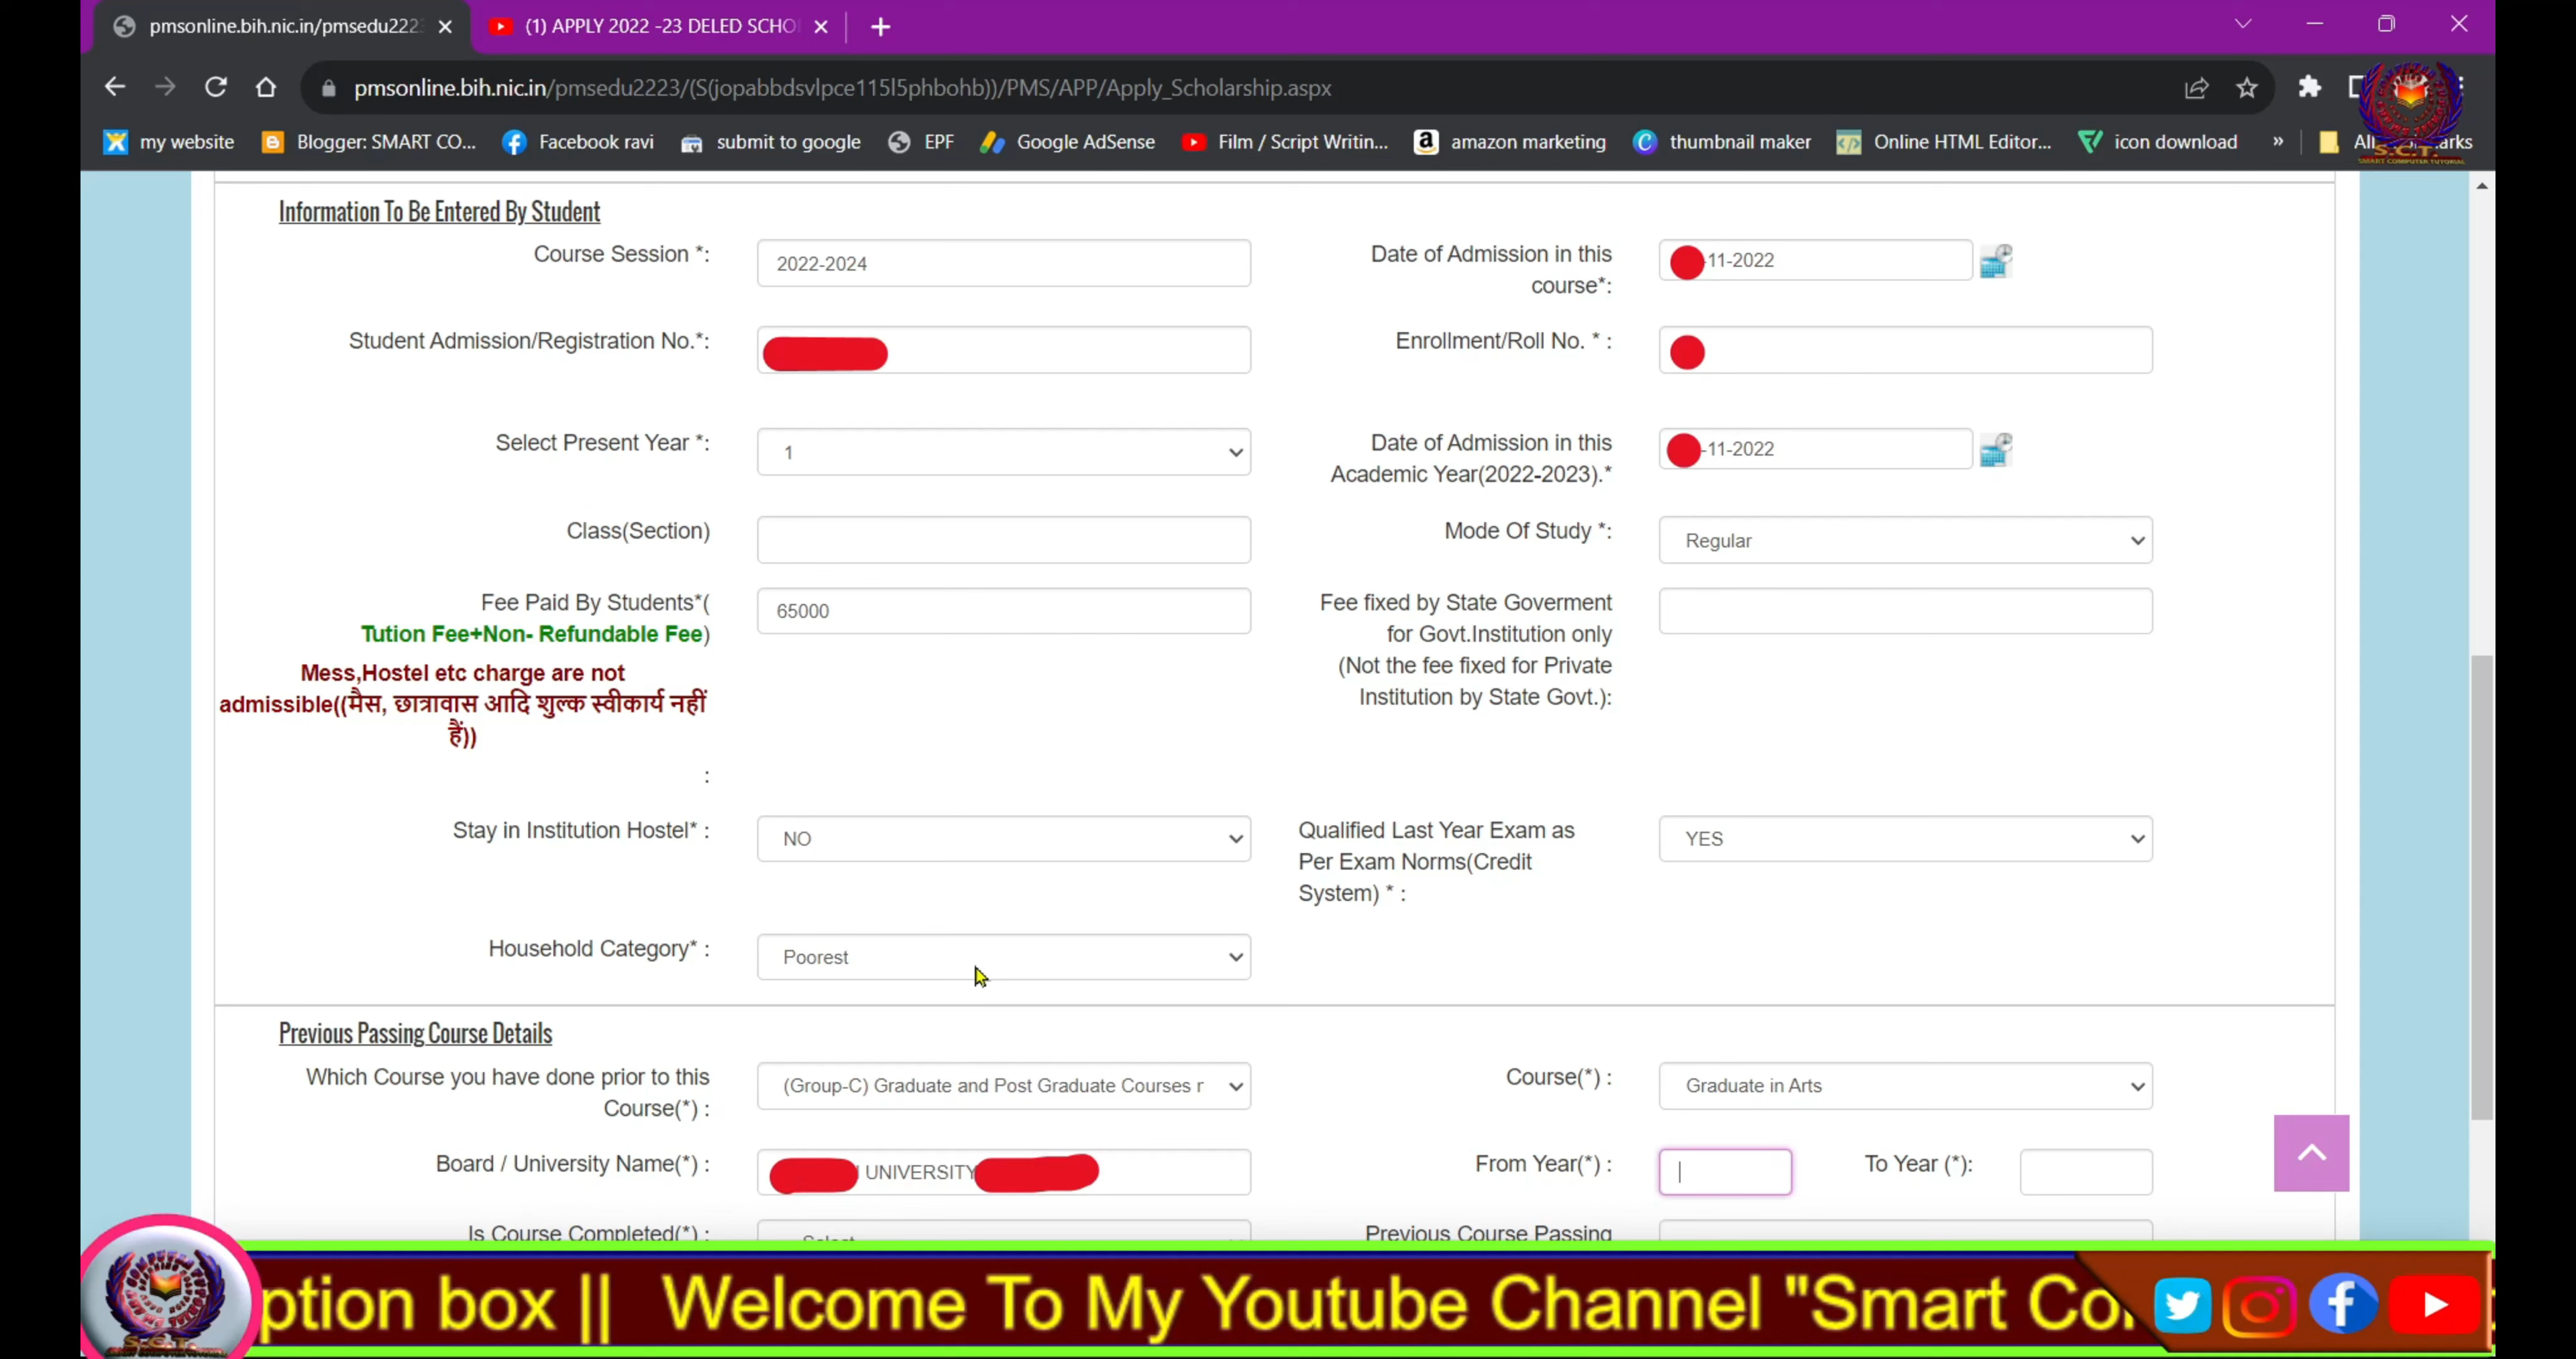 pmsonline.bih.nic.in/pmsedu222
(1) APPLY 2022 -23 DELED SCHO
pmsonline.bih.nic.in/pmsedu2223/(S(jopabbdsvlpce115l5phbohb))/PMS/APP/Apply_Scholarship.aspx
my website
Blogger: SMART CO...
Facebook ravi
submit to google
EPF
Google AdSense
Film / Script Writin...
amazon marketing
thumbnail maker
Online HTML Editor...
icon download
»
All
arks
S.C.T.
SMART COMPUTER TUTORIAL
Information To Be Entered By Student
Course Session *:
2022-2024
Date of Admission in this
course*:
-11-2022
Student Admission/Registration No.*:
Enrollment/Roll No. * :
Select Present Year *:
1
Date of Admission in this
Academic Year(2022-2023).*
-11-2022
Class(Section)
Mode Of Study *:
Regular
Fee Paid By Students*(
Tution Fee+Non- Refundable Fee)
Mess,Hostel etc charge are not
admissible((मैस, छात्रावास आदि शुल्क स्वीकार्य नहीं
हैं))
:
65000
Fee fixed by State Goverment
for Govt.Institution only
(Not the fee fixed for Private
Institution by State Govt.):
Stay in Institution Hostel* :
NO
Qualified Last Year Exam as
Per Exam Norms(Credit
System) * :
YES
Household Category* :
Poorest
Previous Passing Course Details
Which Course you have done prior to this
Course(*) :
(Group-C) Graduate and Post Graduate Courses r
Course(*) :
Graduate in Arts
Board / University Name(*) :
UNIVERSITY
From Year(*) :
To Year (*):
Is Course Completed(*) :
Select
Previous Course Passing
ption box || Welcome To My Youtube Channel "Smart Co
S.C.T.